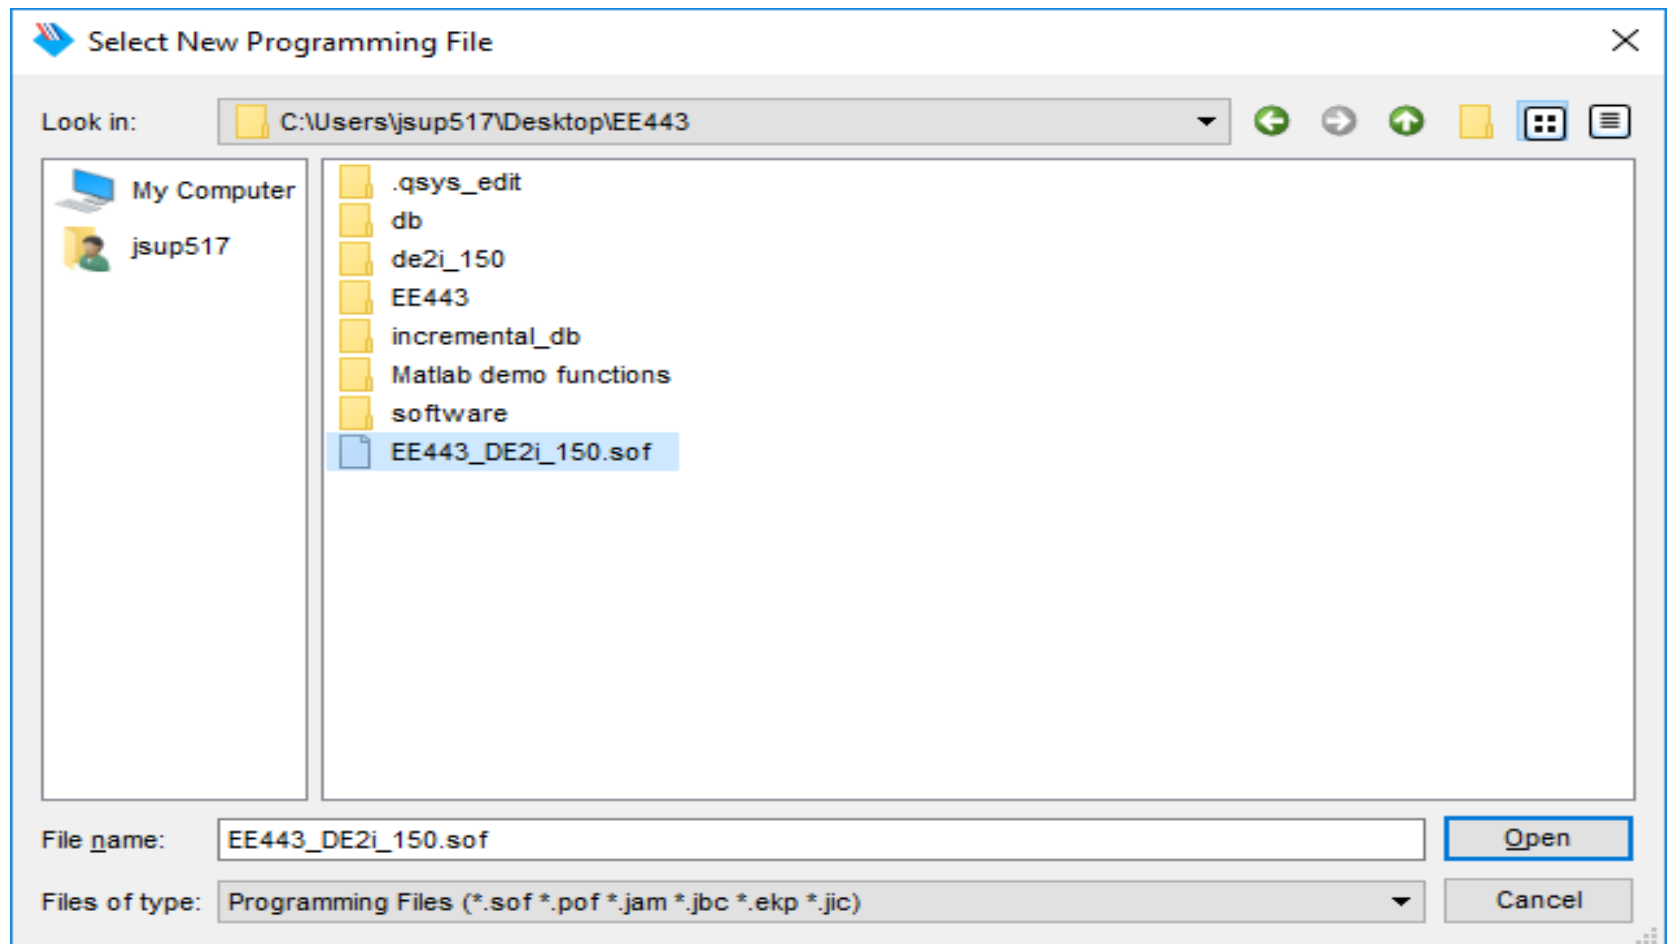 Select New Programming File
Look in: C:\Users\jsup517\Desktop\EE443
My Computer
jsup517
.qsys_edit
db
de2i_150
EE443
incremental_db
Matlab demo functions
software
EE443_DE2i_150.sof
File name: EE443_DE2i_150.sof Open
Files of type: Programming Files (*.sof *.pof *.jam *.jbc *.ekp *.jic) Cancel